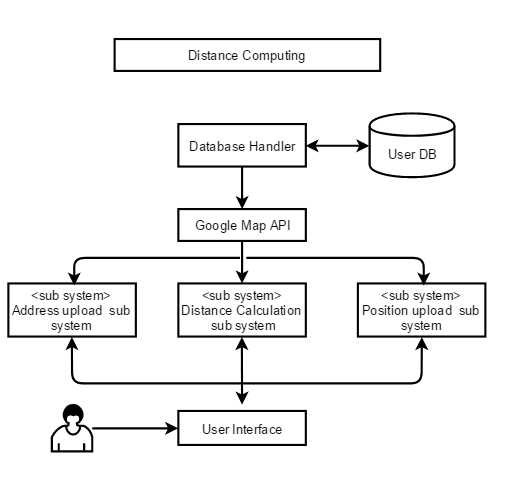 Distance Computing
Database Handler
User DB
Google Map API
<sub system>
Address upload sub
system
<sub system>
Distance Calculation
sub system
<sub system>
Position upload sub
system
User Interface